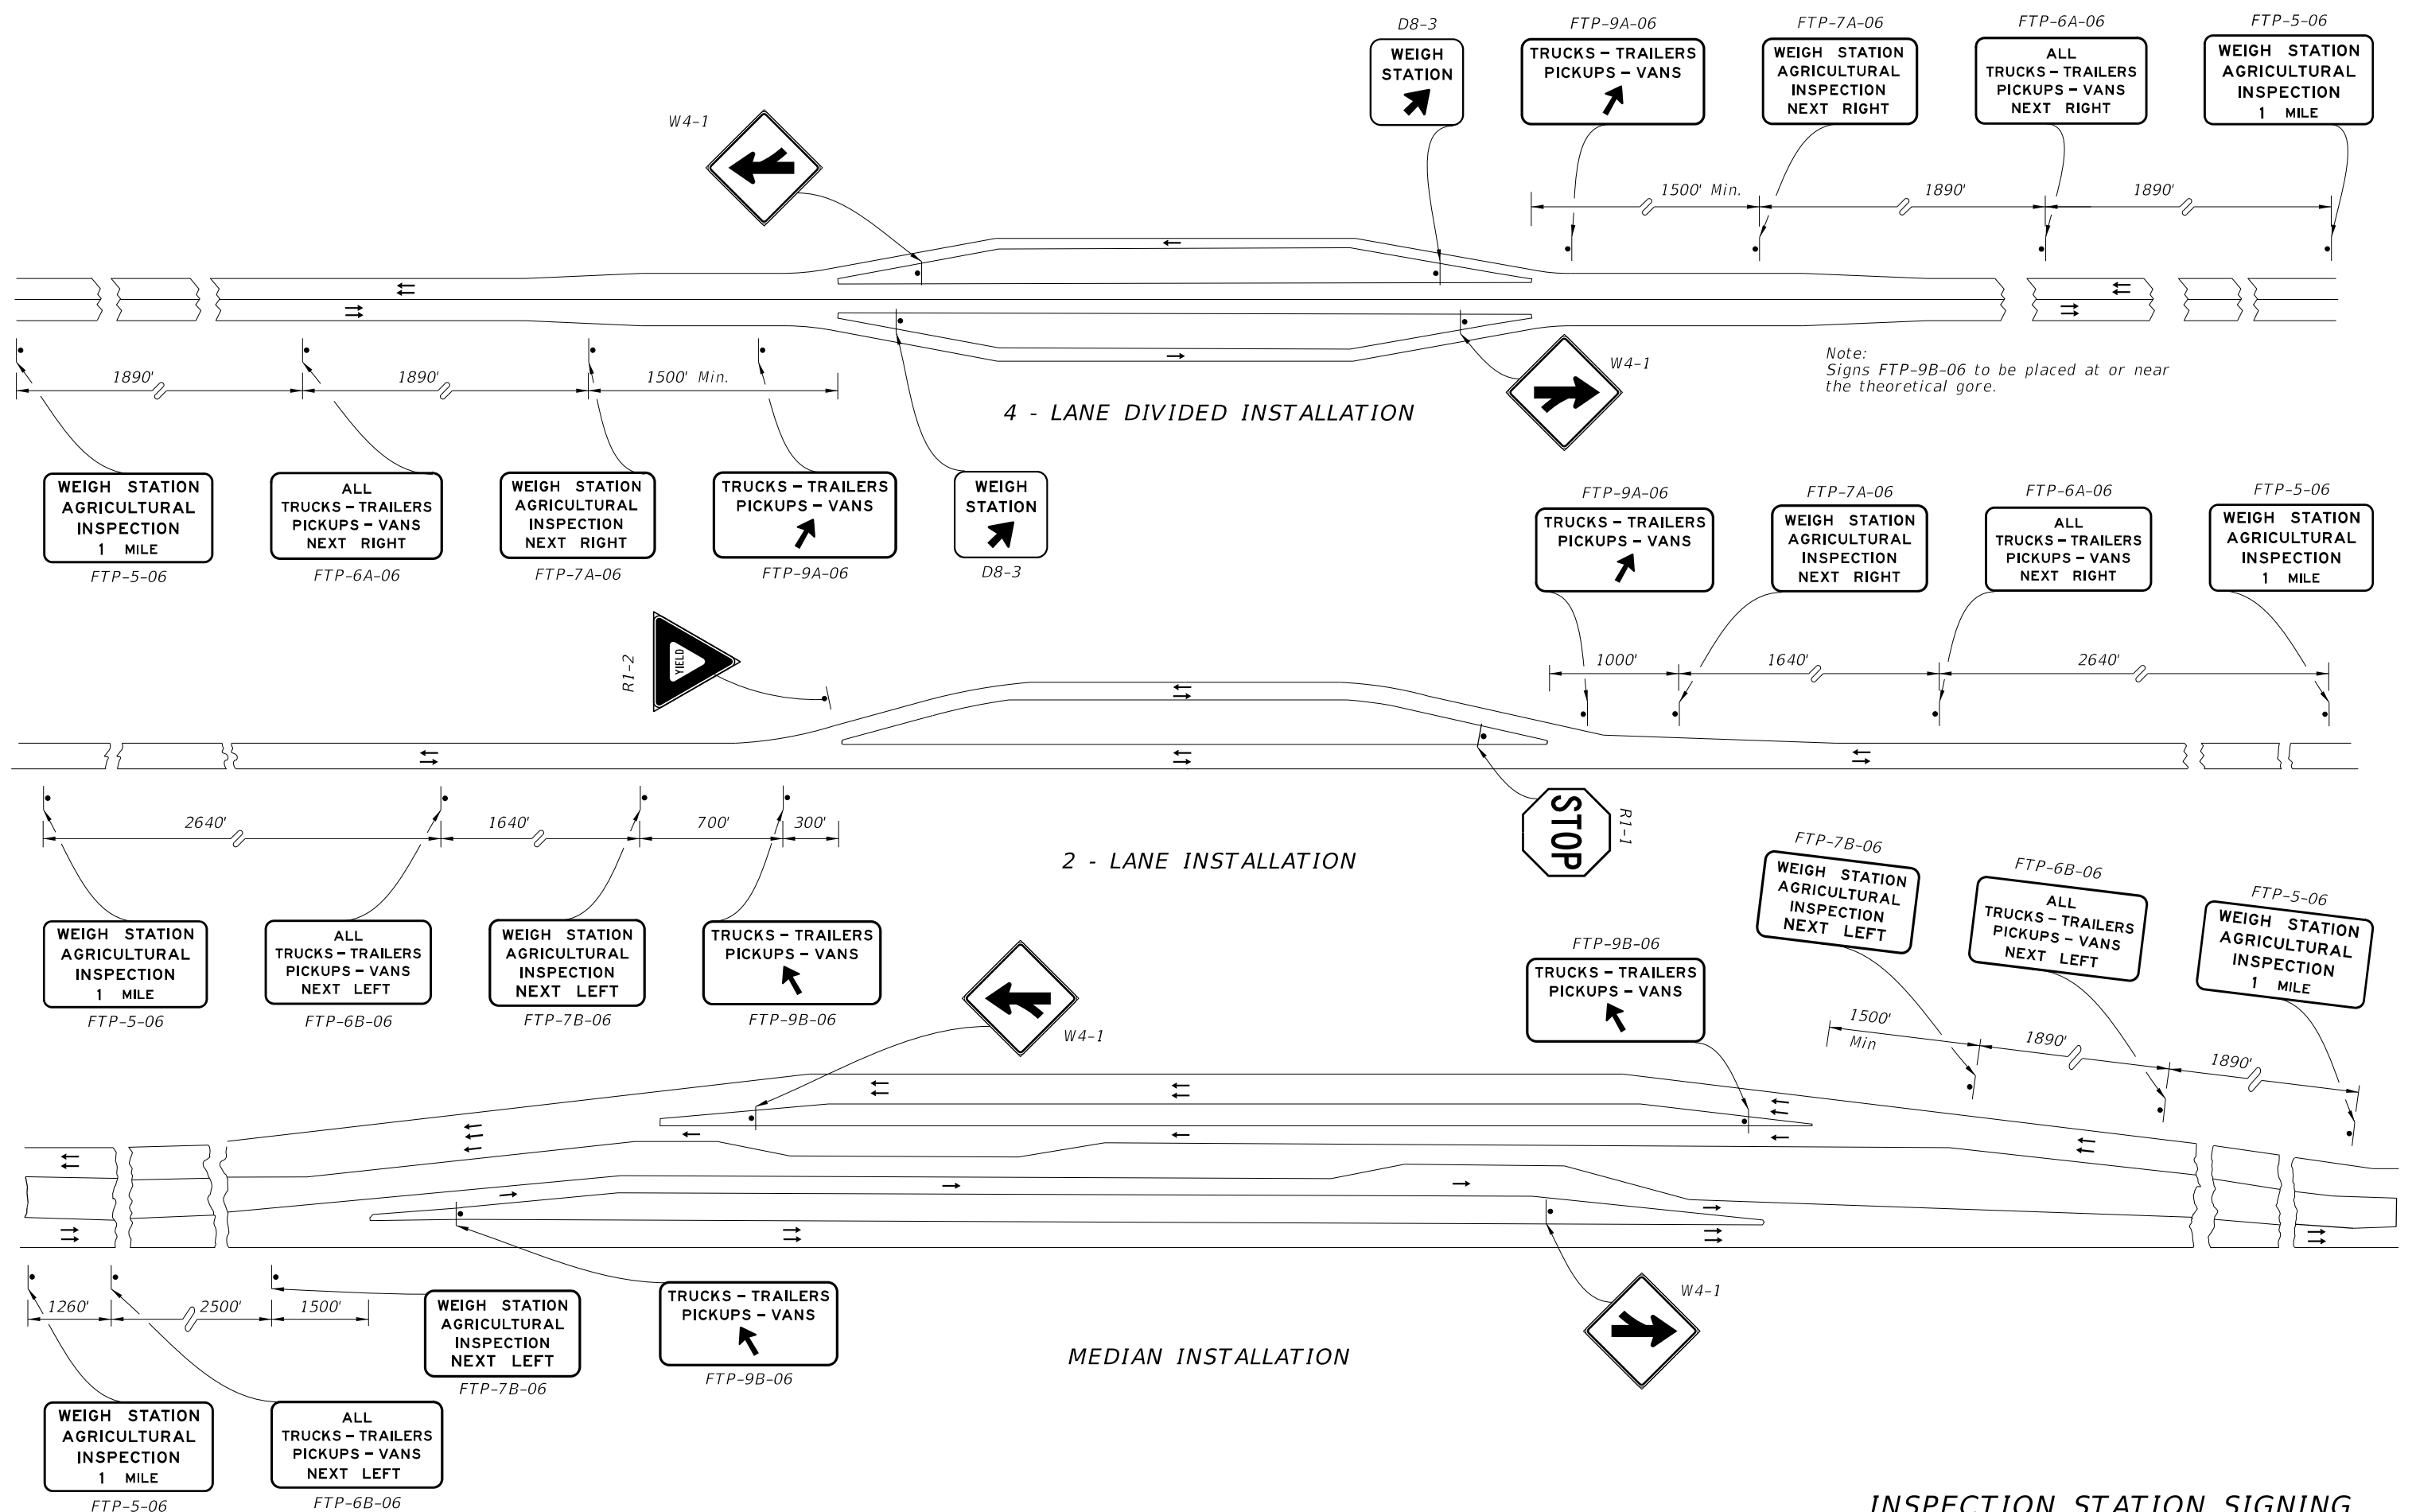 D8-3
FTP-9A-06
FTP-7A-06
FTP-6A-06
FTP-5-06
WEIGH
STATION
TRUCKS – TRAILERS
PICKUPS – VANS
WEIGH STATION
AGRICULTURAL
INSPECTION
NEXT RIGHT
ALL
TRUCKS – TRAILERS
PICKUPS – VANS
NEXT RIGHT
WEIGH STATION
AGRICULTURAL
INSPECTION
1 MILE
W4-1
1500' Min.
1890'
1890'
1890'
1890'
1500' Min.
W4-1
Note:
Signs FTP-9B-06 to be placed at or near
the theoretical gore.
4 - LANE DIVIDED INSTALLATION
WEIGH STATION
AGRICULTURAL
INSPECTION
1 MILE
FTP-5-06
ALL
TRUCKS – TRAILERS
PICKUPS – VANS
NEXT RIGHT
FTP-6A-06
WEIGH STATION
AGRICULTURAL
INSPECTION
NEXT RIGHT
FTP-7A-06
TRUCKS – TRAILERS
PICKUPS – VANS
FTP-9A-06
WEIGH
STATION
D8-3
FTP-9A-06
FTP-7A-06
FTP-6A-06
FTP-5-06
TRUCKS – TRAILERS
PICKUPS – VANS
WEIGH STATION
AGRICULTURAL
INSPECTION
NEXT RIGHT
ALL
TRUCKS – TRAILERS
PICKUPS – VANS
NEXT RIGHT
WEIGH STATION
AGRICULTURAL
INSPECTION
1 MILE
R1-2
YIELD
1000'
1640'
2640'
2640'
1640'
700'
300'
STOP
R1-1
2 - LANE INSTALLATION
WEIGH STATION
AGRICULTURAL
INSPECTION
1 MILE
FTP-5-06
ALL
TRUCKS – TRAILERS
PICKUPS – VANS
NEXT LEFT
FTP-6B-06
WEIGH STATION
AGRICULTURAL
INSPECTION
NEXT LEFT
FTP-7B-06
TRUCKS – TRAILERS
PICKUPS – VANS
FTP-9B-06
W4-1
FTP-9B-06
TRUCKS – TRAILERS
PICKUPS – VANS
FTP-7B-06
WEIGH STATION
AGRICULTURAL
INSPECTION
NEXT LEFT
FTP-6B-06
ALL
TRUCKS – TRAILERS
PICKUPS – VANS
NEXT LEFT
FTP-5-06
WEIGH STATION
AGRICULTURAL
INSPECTION
1 MILE
1500'
Min
1890'
1890'
1260'
2500'
1500'
WEIGH STATION
AGRICULTURAL
INSPECTION
NEXT LEFT
FTP-7B-06
TRUCKS – TRAILERS
PICKUPS – VANS
FTP-9B-06
W4-1
MEDIAN INSTALLATION
WEIGH STATION
AGRICULTURAL
INSPECTION
1 MILE
FTP-5-06
ALL
TRUCKS – TRAILERS
PICKUPS – VANS
NEXT LEFT
FTP-6B-06
INSPECTION STATION SIGNING